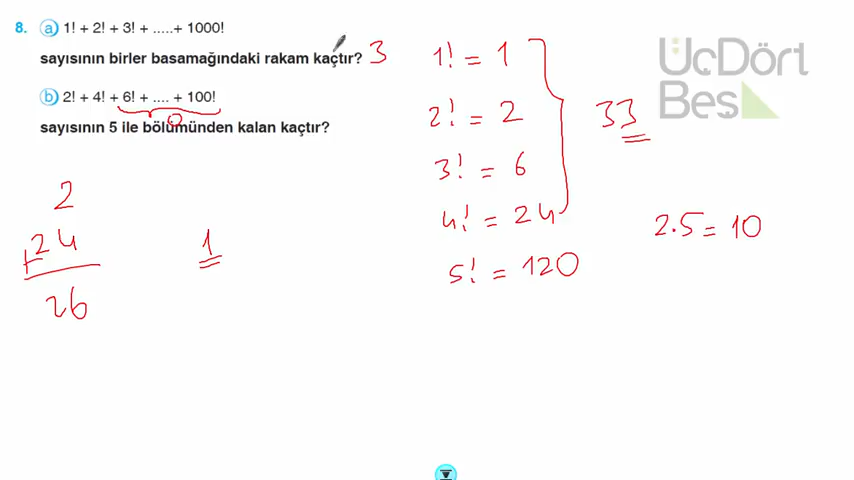 8. a) 1! + 2! + 3! + .....+ 1000!
sayısının birler basamağındaki rakam kaçtır? 3
b) 2! + 4! + 6! + .... + 100!
0
sayısının 5 ile bölümünden kalan kaçtır?
2
+24
26
1
1! = 1
2! = 2
3! = 6
4! = 24
5! = 120
33
2.5 = 10
ÜçDört
Beş